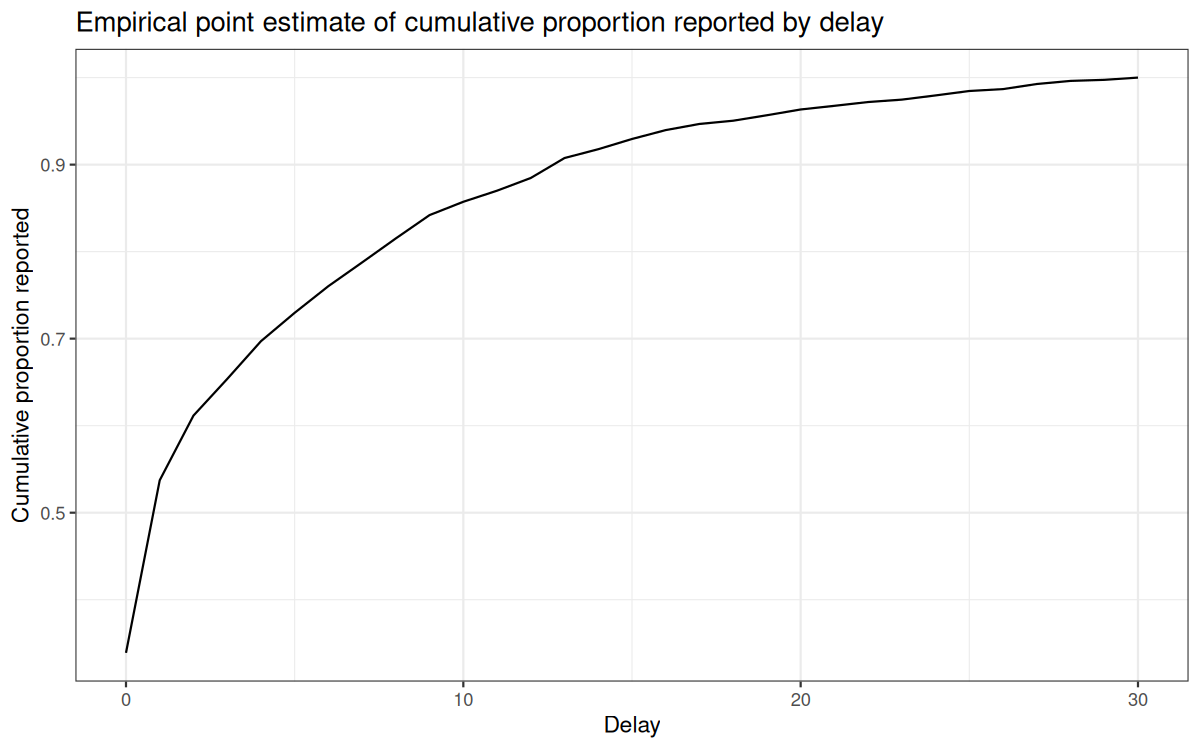 Empirical point estimate of cumulative proportion reported by delay
Cumulative proportion reported
0.9
0.7
0.5
0
10
20
30
Delay